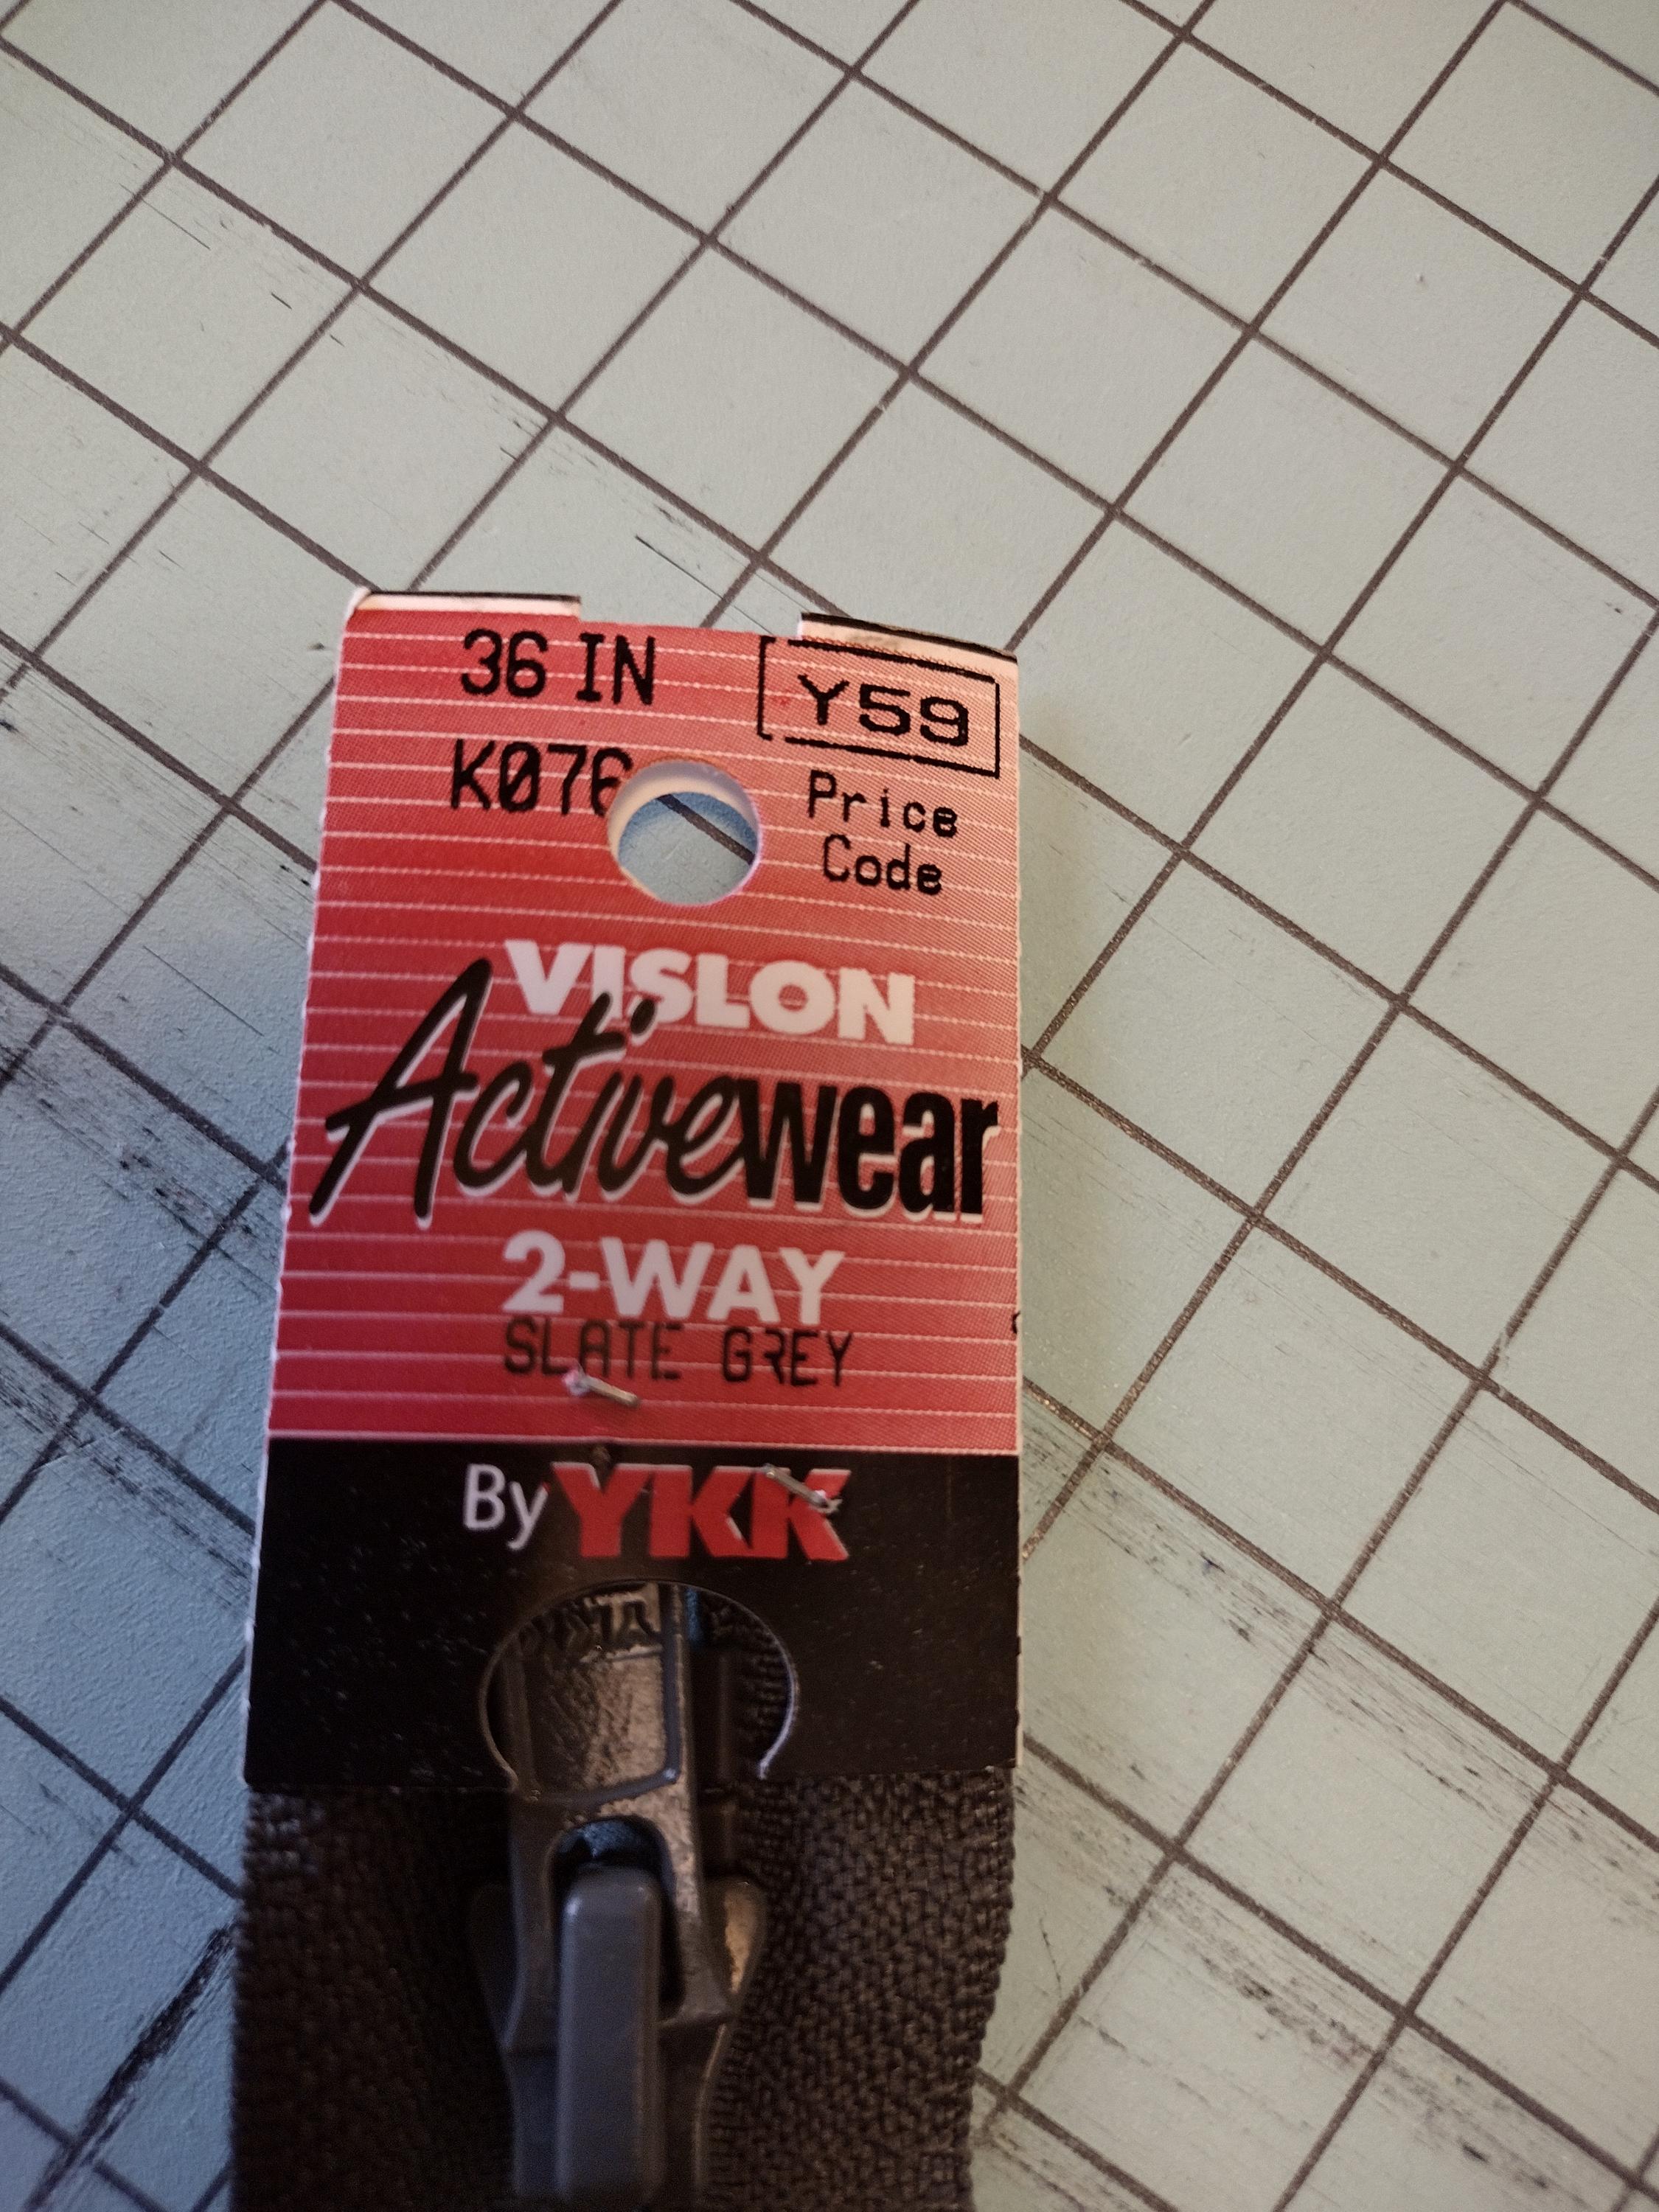 36 IN
Y59
K076
Price
Code
VISLON
Activewear
2-WAY
SLATE GREY
By YKK